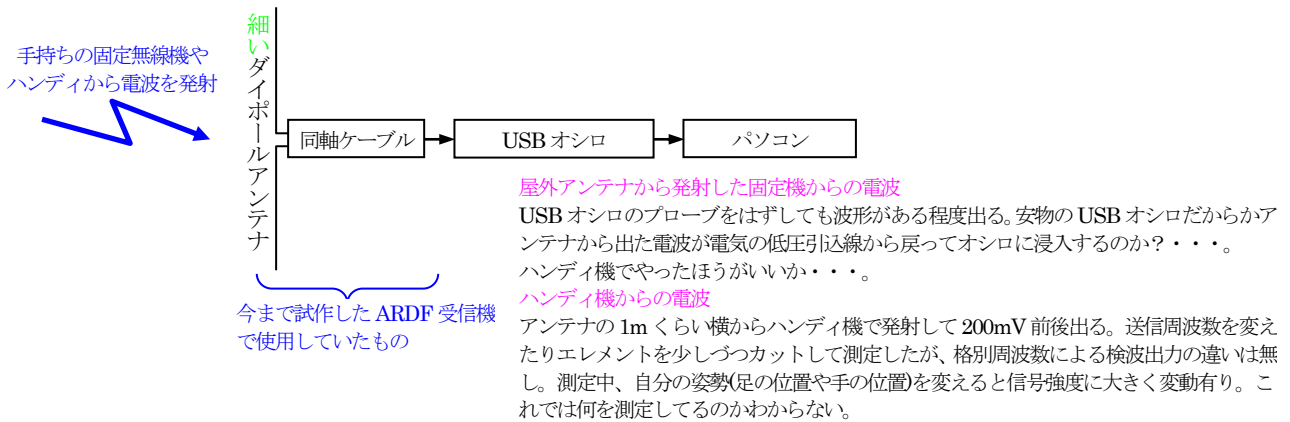 手持ちの固定無線機や
ハンディから電波を発射
細いダイポールアンテナ
同軸ケーブル
USB オシロ
パソコン
屋外アンテナから発射した固定機からの電波
USB オシロのプローブをはずしても波形がある程度出る。安物の USB オシロだからかア
ンテナから出た電波が電気の低圧引込線から戻ってオシロに浸入するのか？・・・。
ハンディ機でやったほうがいいか・・・。
ハンディ機からの電波
アンテナの 1m くらい横からハンディ機で発射して 200mV 前後出る。送信周波数を変え
たりエレメントを少しづつカットして測定したが、格別周波数による検波出力の違いは無
し。測定中、自分の姿勢(足の位置や手の位置)を変えると信号強度に大きく変動有り。こ
れでは何を測定してるのかわからない。
今まで試作した ARDF 受信機
で使用していたもの